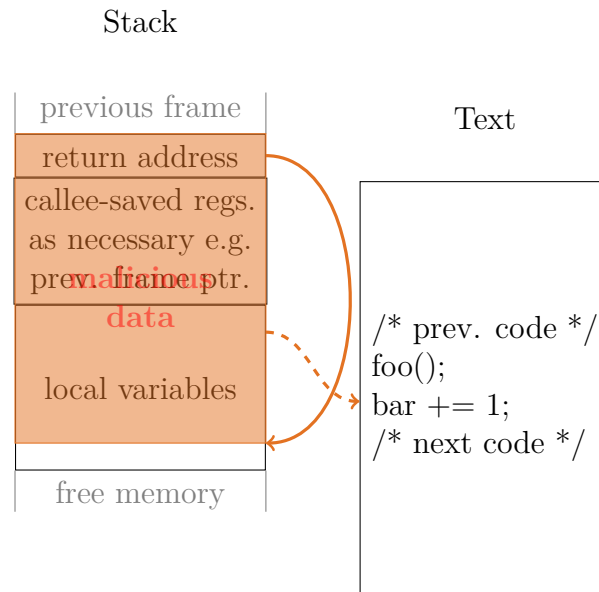 Stack
previous frame
return address
callee-saved regs.
as necessary e.g.
prev. frame ptr.
malicious
data
local variables
free memory
Text
/* prev. code */
foo();
bar += 1;
/* next code */